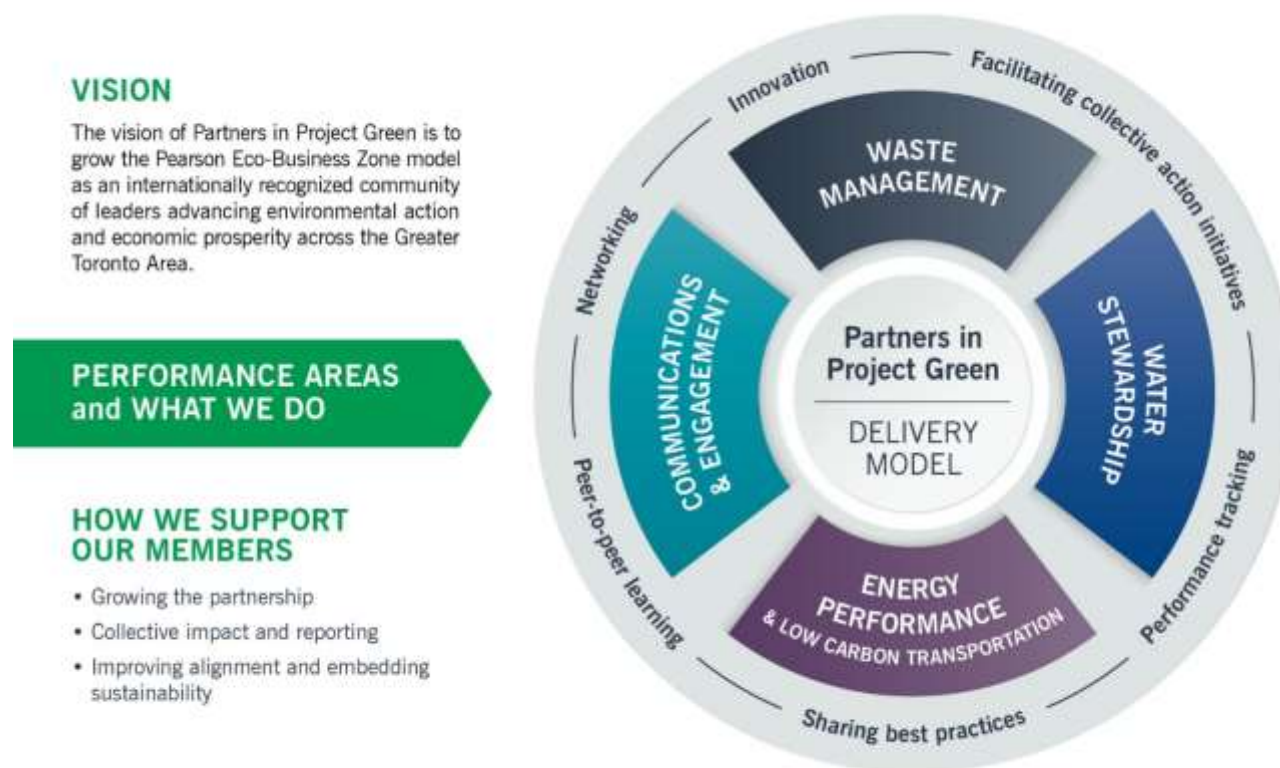 VISION
The vision of Partners in Project Green is to
grow the Pearson Eco-Business Zone model
as an internationally recognized community
of leaders advancing environmental action
and economic prosperity across the Greater
Toronto Area.
PERFORMANCE AREAS
and WHAT WE DO
HOW WE SUPPORT
OUR MEMBERS
• Growing the partnership
• Collective impact and reporting
• Improving alignment and embedding
sustainability
Innovation
Facilitating collective action initiatives
Performance tracking
Sharing best practices
Peer-to-peer learning
Networking
WASTE
MANAGEMENT
WATER
STEWARDSHIP
ENERGY
PERFORMANCE
& LOW CARBON TRANSPORTATION
COMMUNICATIONS
& ENGAGEMENT
Partners in
Project Green
DELIVERY
MODEL